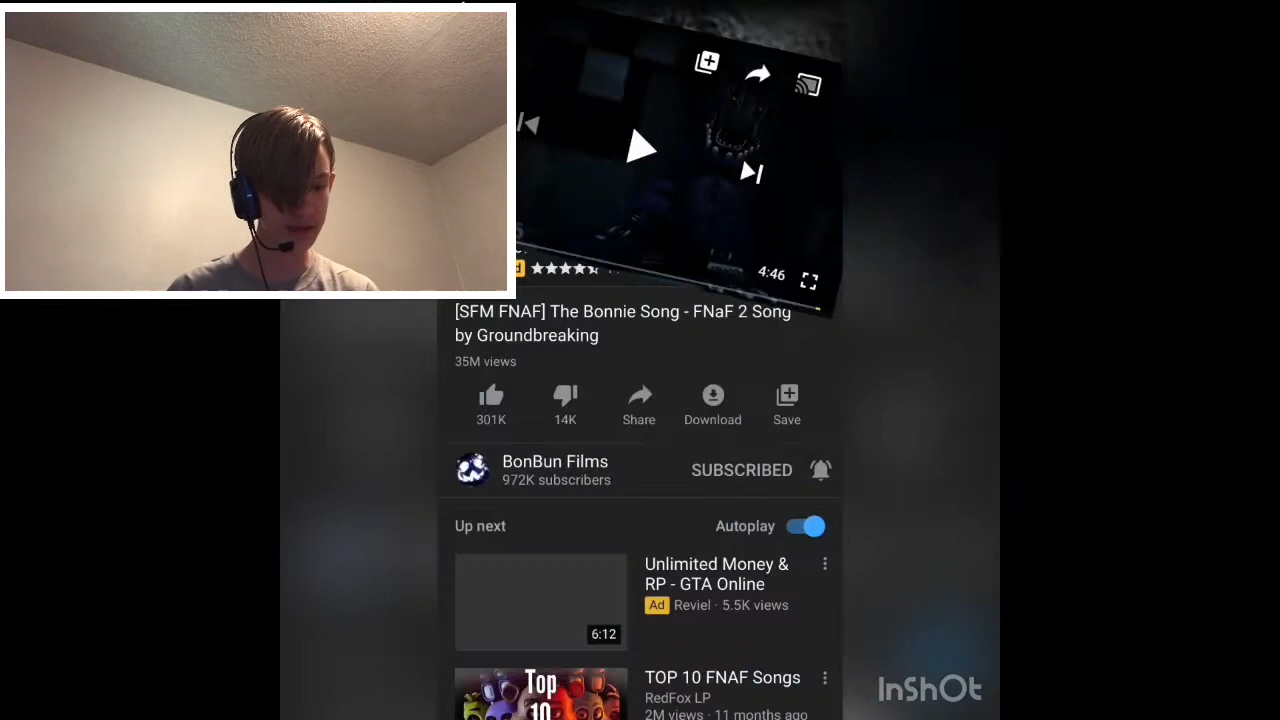 4:46
[SFM FNAF] The Bonnie Song - FNaF 2 Song
by Groundbreaking
35M views
301K 14K Share Download Save
BonBun Films SUBSCRIBED
972K subscribers
Up next Autoplay
Unlimited Money &
RP - GTA Online
Ad Reviel · 5.5K views
6:12
TOP 10 FNAF Songs
Top
10
RedFox LP
2M views · 11 months ago
InShOt